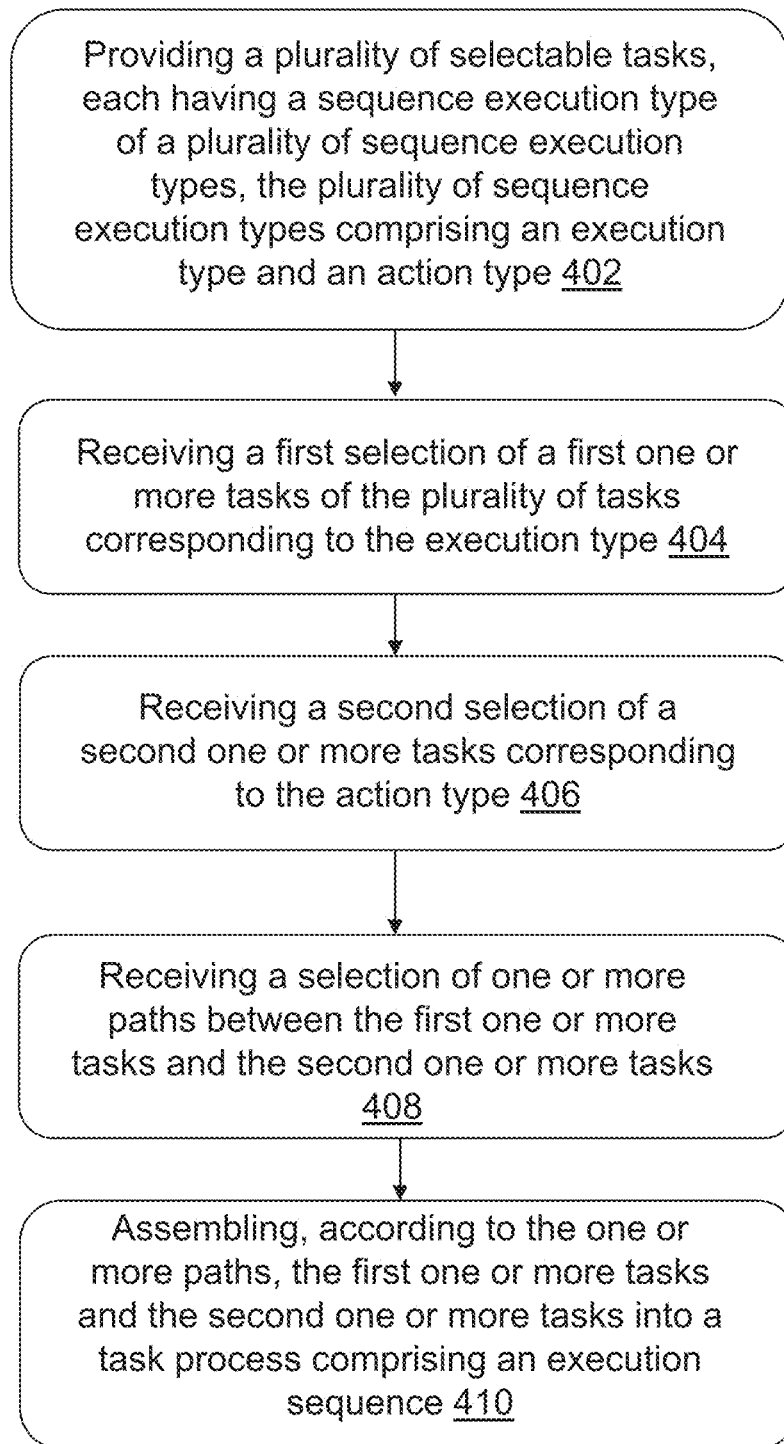 Providing a plurality of selectable tasks,
each having a sequence execution type
of a plurality of sequence execution
types, the plurality of sequence
execution types comprising an execution
type and an action type 402
Receiving a first selection of a first one or
more tasks of the plurality of tasks
corresponding to the execution type 404
Receiving a second selection of a
second one or more tasks corresponding
to the action type 406
Receiving a selection of one or more
paths between the first one or more
tasks and the second one or more tasks
408
Assembling, according to the one or
more paths, the first one or more tasks
and the second one or more tasks into a
task process comprising an execution
sequence 410